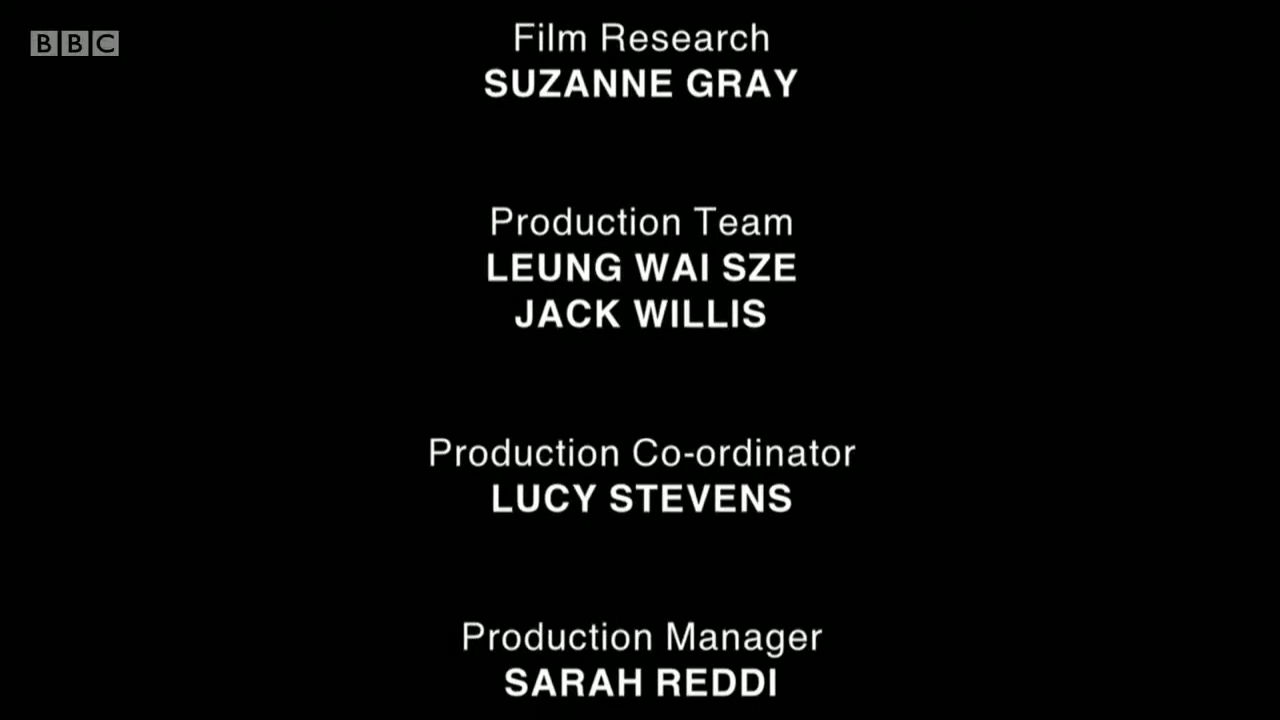 BBC
Film Research
SUZANNE GRAY
Production Team
LEUNG WAI SZE
JACK WILLIS
Production Co-ordinator
LUCY STEVENS
Production Manager
SARAH REDDI